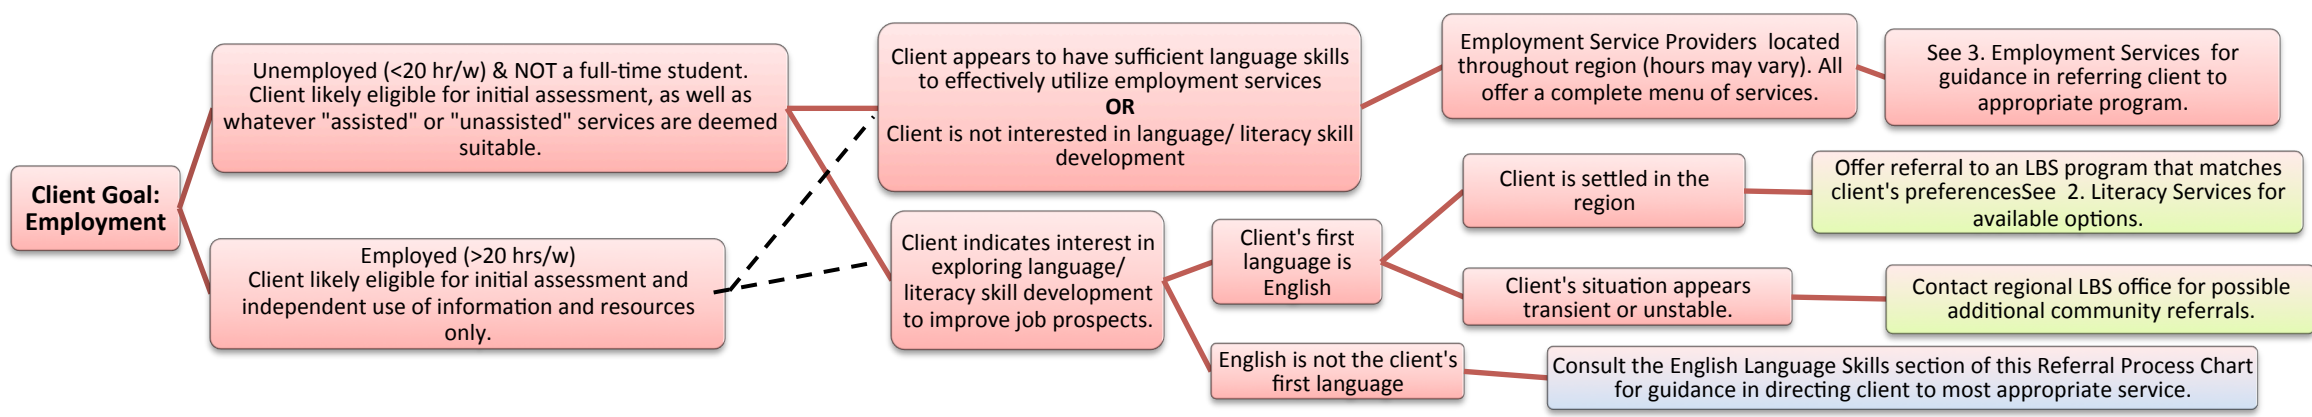 Client Goal:
Employment
Unemployed (<20 hr/w) & NOT a full-time student.
Client likely eligible for initial assessment, as well as
whatever "assisted" or "unassisted" services are deemed
suitable.
Employed (>20 hrs/w)
Client likely eligible for initial assessment and
independent use of information and resources
only.
Client appears to have sufficient language skills
to effectively utilize employment services
OR
Client is not interested in language/ literacy skill
development
Employment Service Providers located
throughout region (hours may vary). All
offer a complete menu of services.
See 3. Employment Services for
guidance in referring client to
appropriate program.
Client indicates interest in
exploring language/
literacy skill development
to improve job prospects.
Client's first
language is
English
Client is settled in the
region
Offer referral to an LBS program that matches
client's preferencesSee 2. Literacy Services for
available options.
Client's situation appears
transient or unstable.
Contact regional LBS office for possible
additional community referrals.
English is not the client's
first language
Consult the English Language Skills section of this Referral Process Chart
for guidance in directing client to most appropriate service.